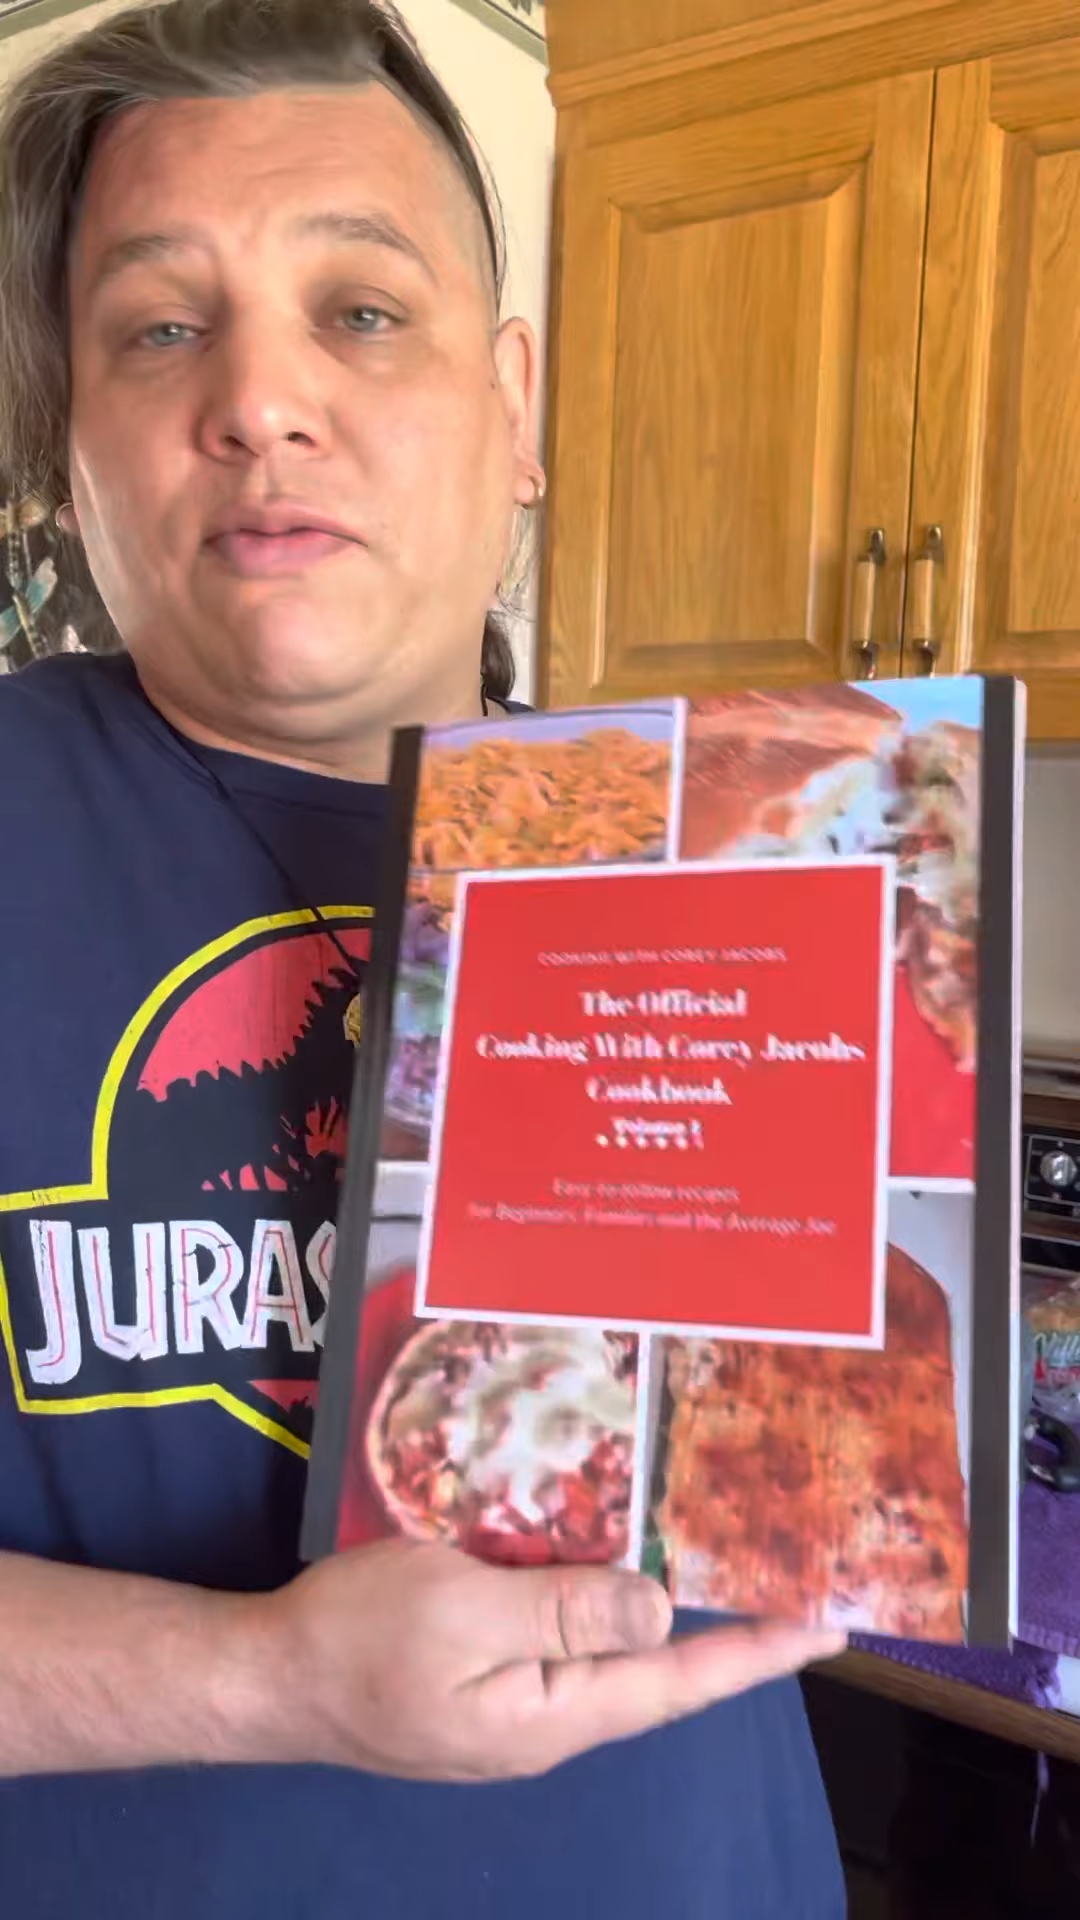 COOKING WITH COREY JACOBS
The Official
Cooking With Corey Jacobs
Cookbook
Volume 1
Easy to follow recipes
for Beginners, Families and the Average Joe
JURAS